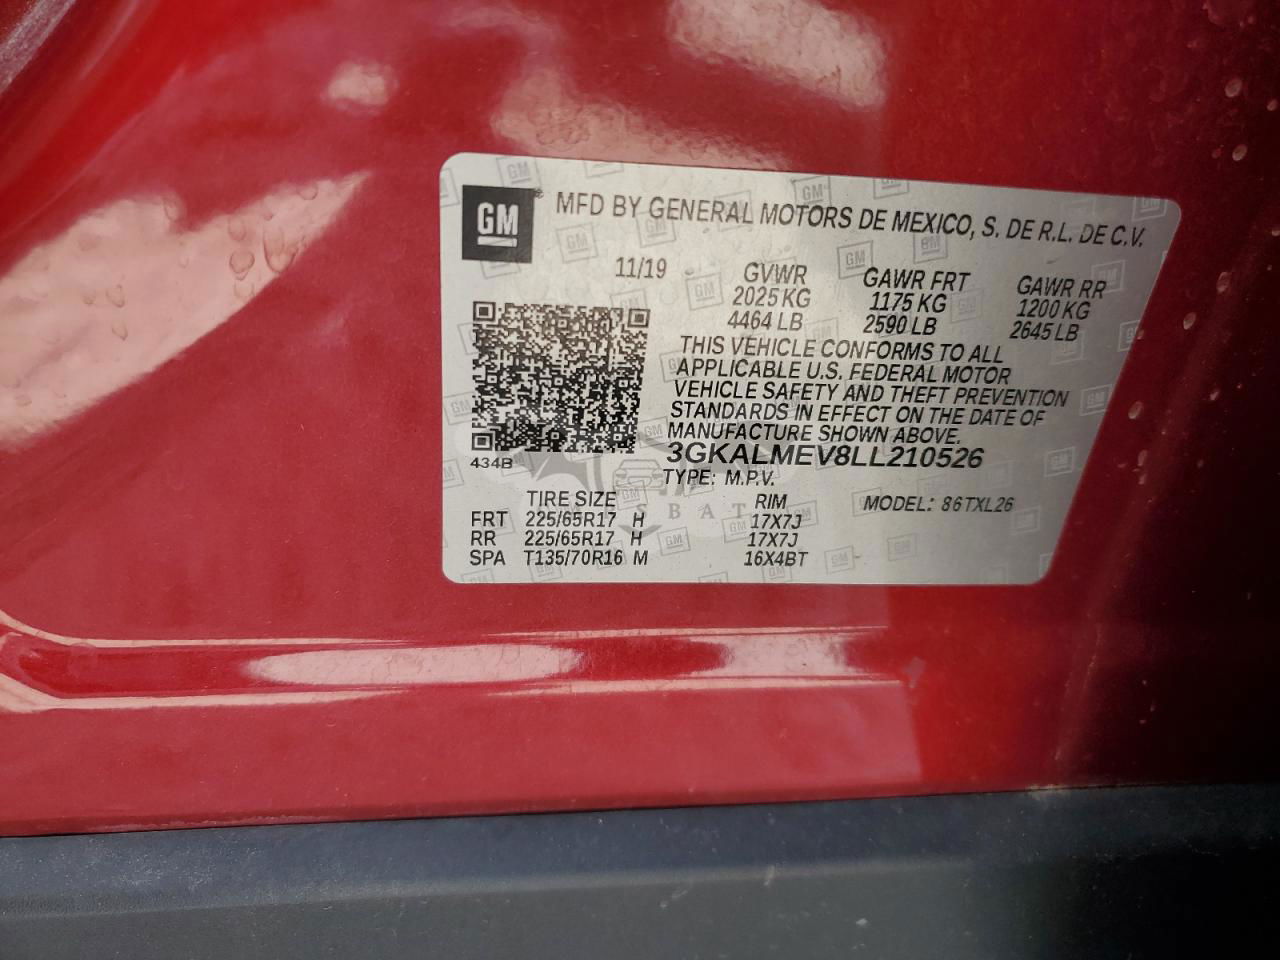 GM
MFD BY GENERAL MOTORS DE MEXICO, S. DE R.L. DE C.V.
11/19
GVWR
2025 KG
4464 LB
GAWR FRT
1175 KG
2590 LB
GAWR RR
1200 KG
2645 LB
THIS VEHICLE CONFORMS TO ALL
APPLICABLE U.S. FEDERAL MOTOR
VEHICLE SAFETY AND THEFT PREVENTION
STANDARDS IN EFFECT ON THE DATE OF
MANUFACTURE SHOWN ABOVE.
434B
3GKALMEV8LL210526
TYPE: M.P.V.
TIRE SIZE RIM MODEL: 86TXL26
FRT 225/65R17 H 17X7J
RR 225/65R17 H 17X7J
SPA T135/70R16 M 16X4BT